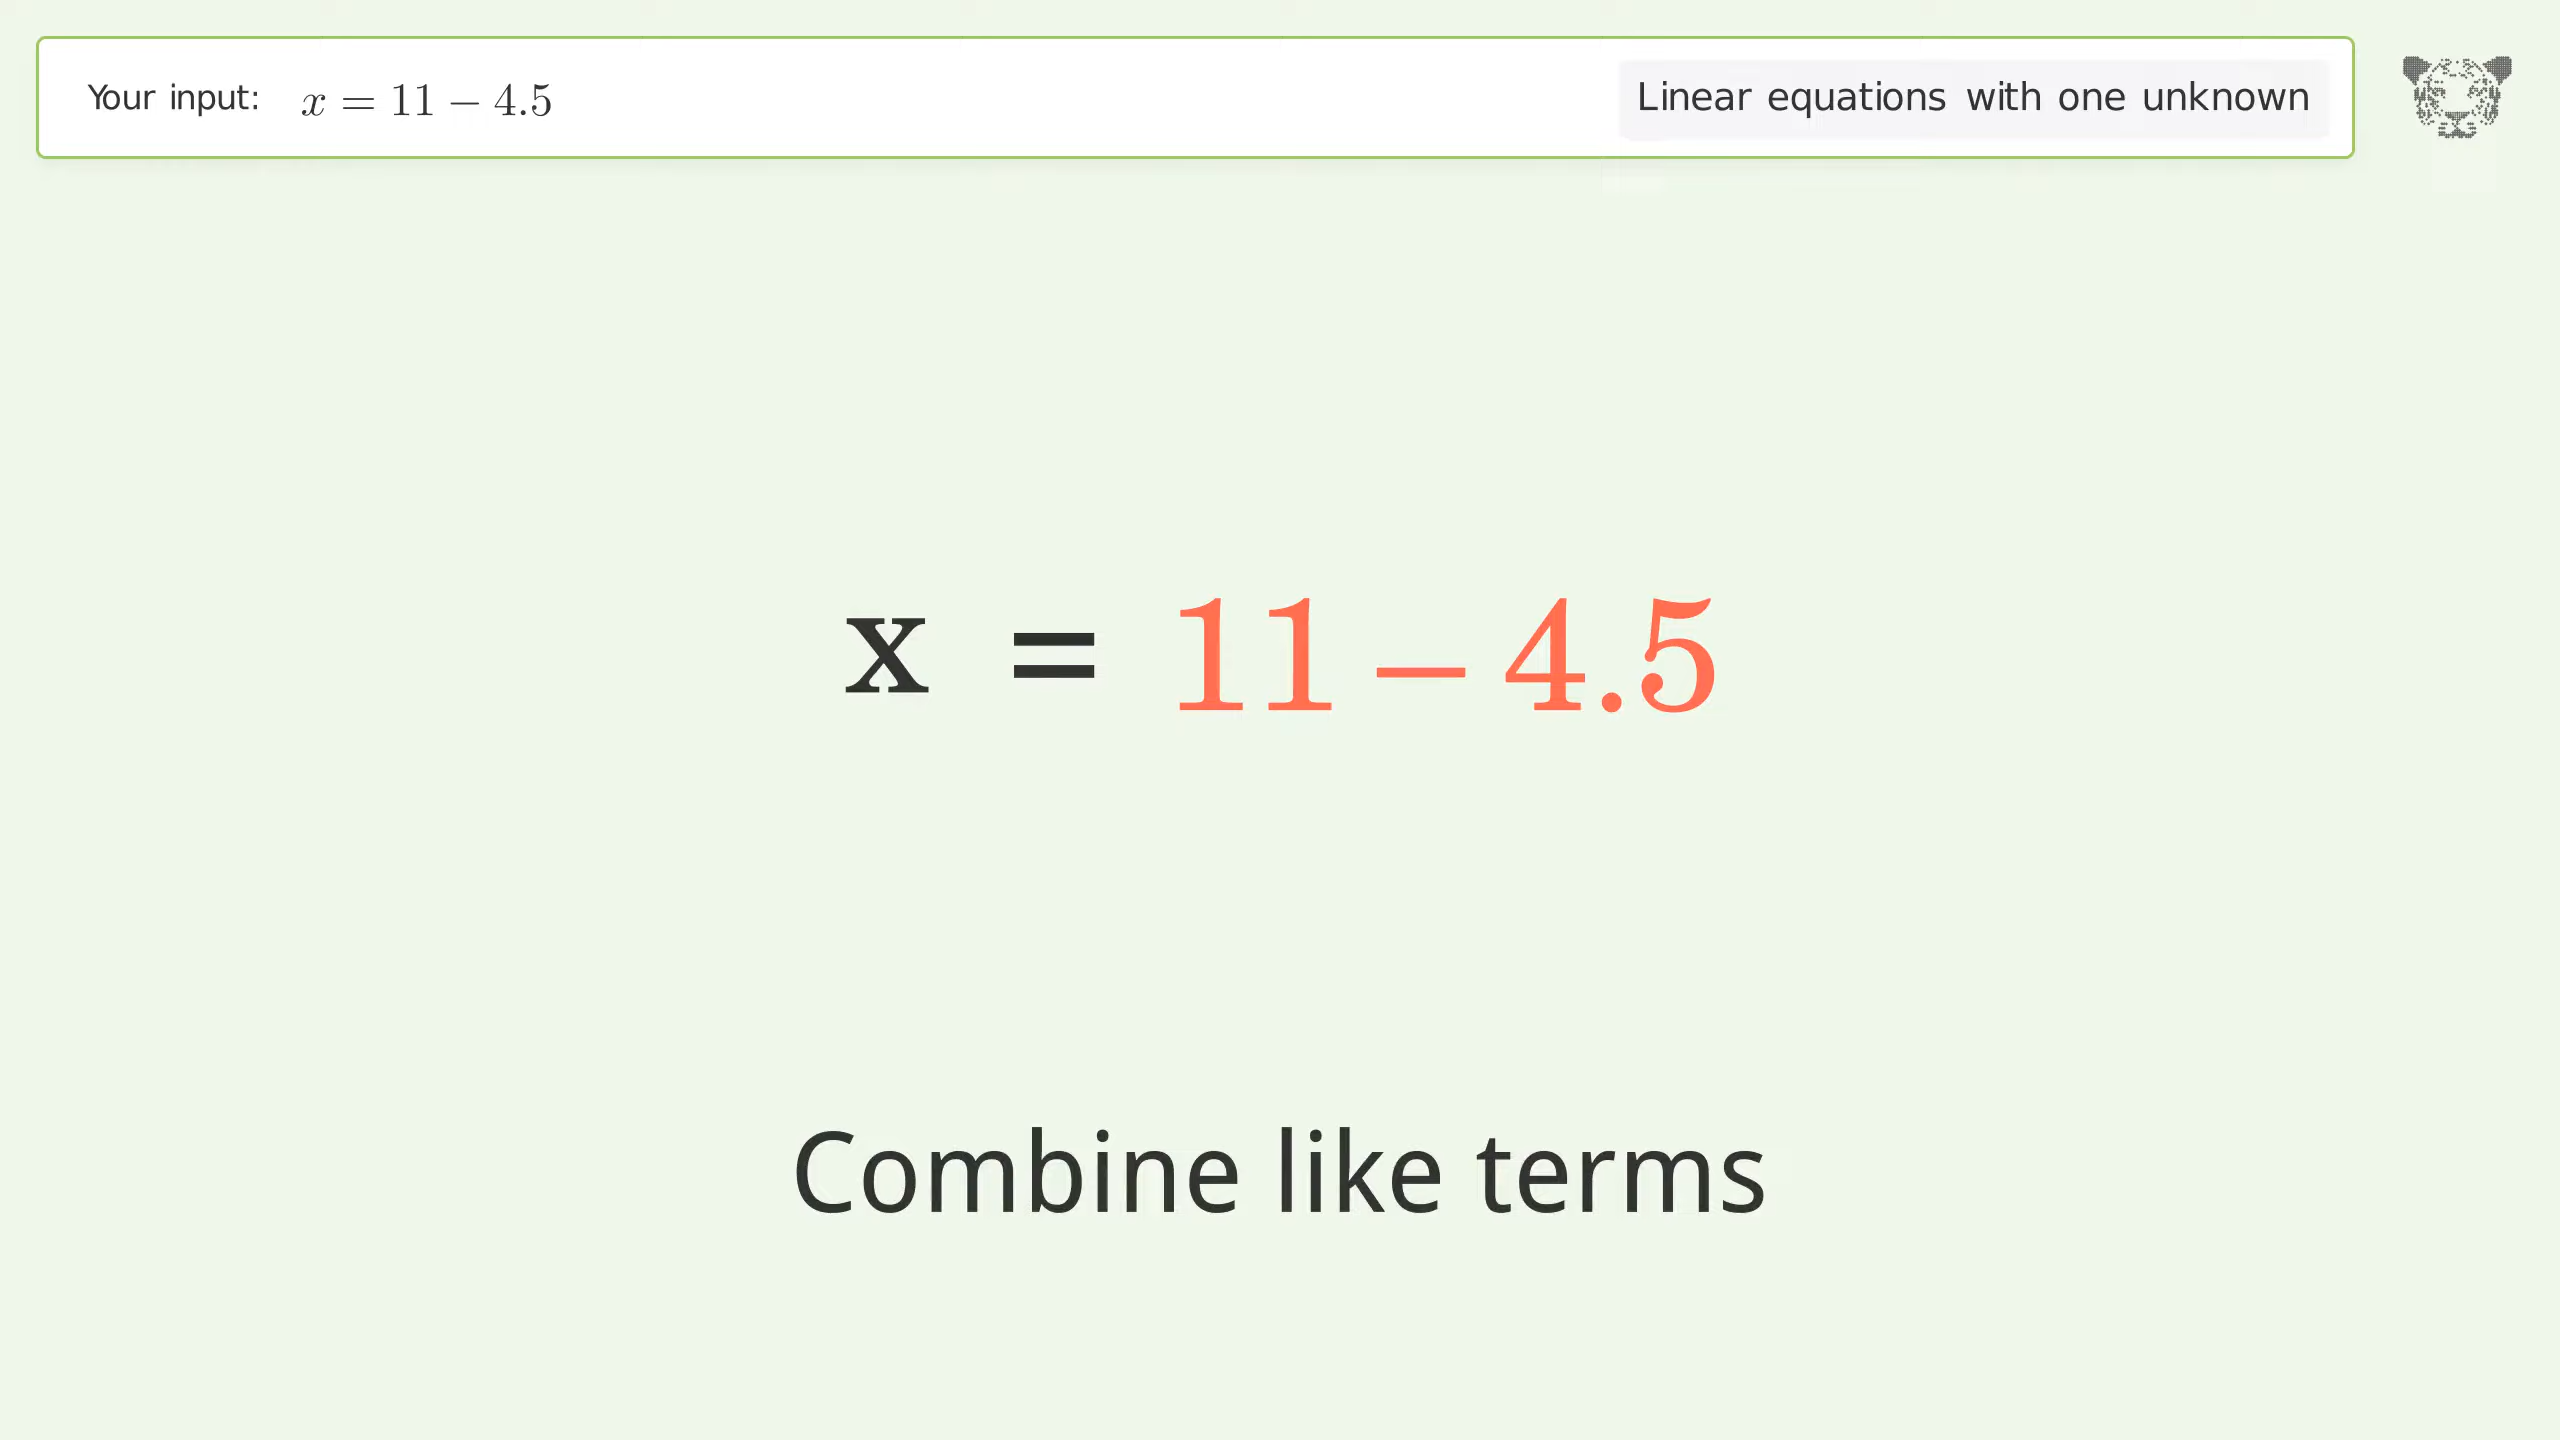 Your input: x = 11 − 4.5
Linear equations with one unknown
x = 11 − 4.5
Combine like terms